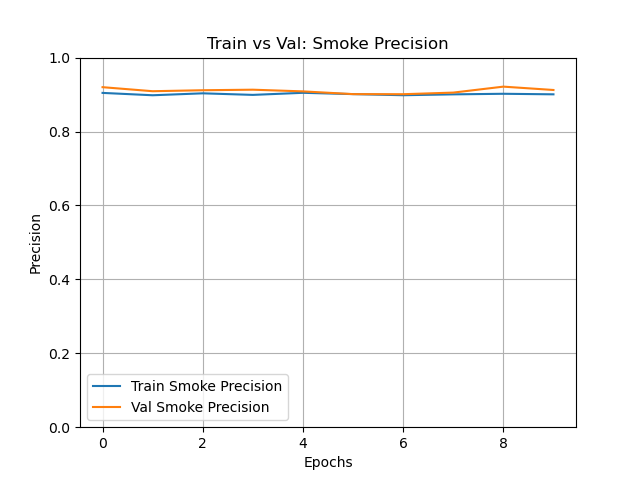 Train vs Val: Smoke Precision
1.0
0.8
0.6
0.4
0.2
0.0
Precision
Train Smoke Precision
Val Smoke Precision
0 2 4 6 8
Epochs